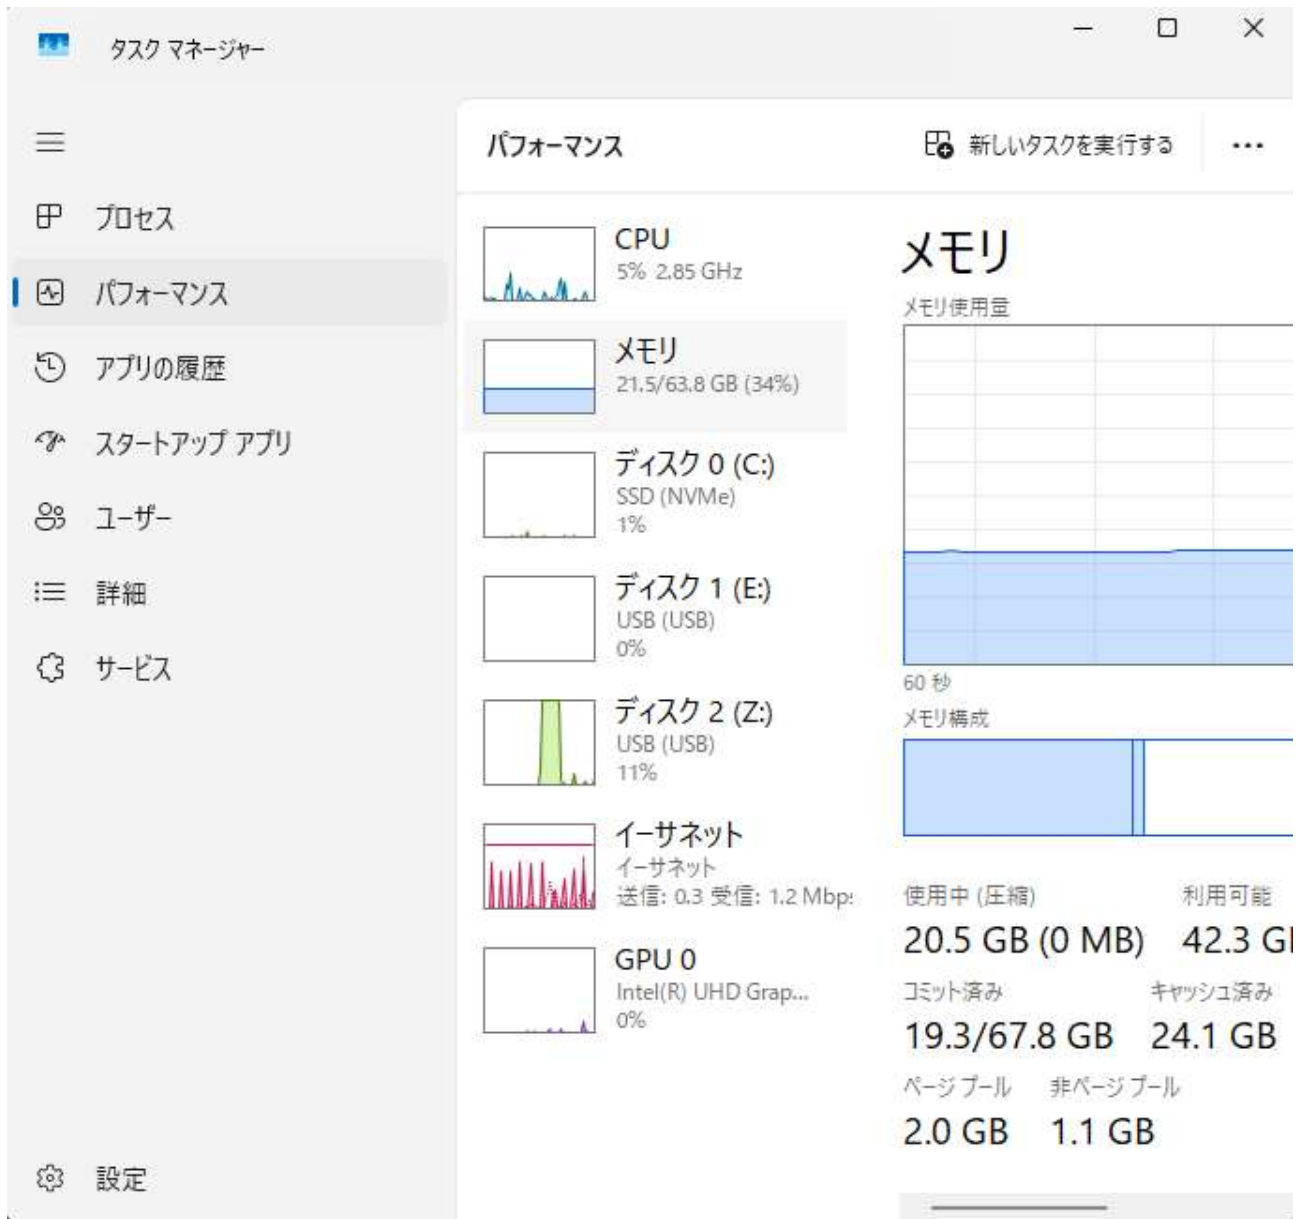 タスク マネージャー
パフォーマンス
新しいタスクを実行する
プロセス
パフォーマンス
アプリの履歴
スタートアップ アプリ
ユーザー
詳細
サービス
設定
CPU
5% 2.85 GHz
メモリ
21.5/63.8 GB (34%)
ディスク 0 (C:)
SSD (NVMe)
1%
ディスク 1 (E:)
USB (USB)
0%
ディスク 2 (Z:)
USB (USB)
11%
イーサネット
イーサネット
送信: 0.3 受信: 1.2 Mbps
GPU 0
Intel(R) UHD Grap...
0%
メモリ
メモリ使用量
60 秒
メモリ構成
使用中 (圧縮) 利用可能
20.5 GB (0 MB) 42.3 G
コミット済み キャッシュ済み
19.3/67.8 GB 24.1 GB
ページ プール 非ページ プール
2.0 GB 1.1 GB